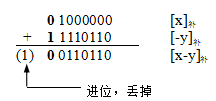 0 1000000 [x]补
+ 1 1110110 [-y]补
(1) 0 0110110 [x-y]补
进位，丢掉